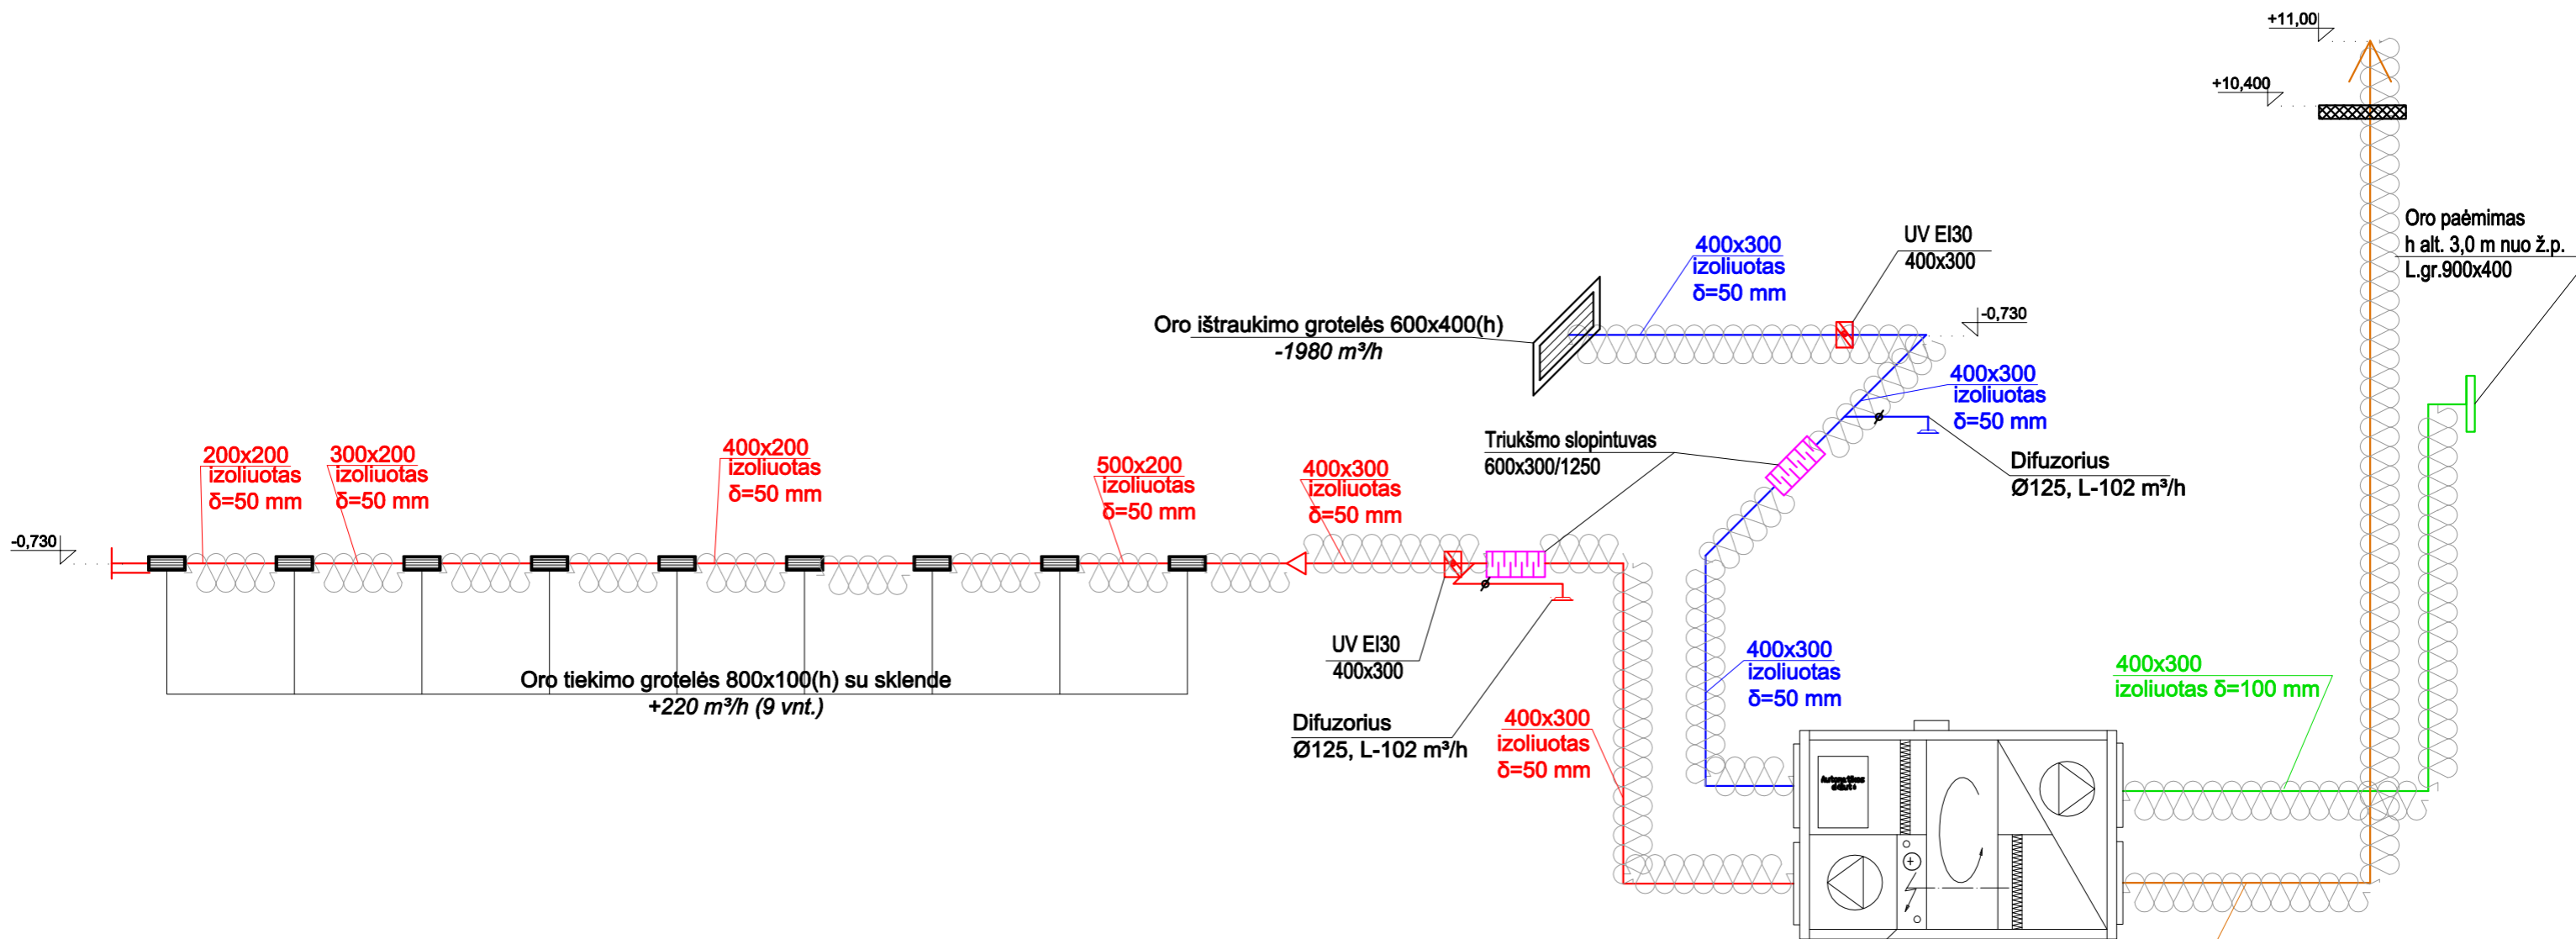 +11,00
+10,400
Oro paėmimas
h alt. 3,0 m nuo ž.p.
L.gr.900x400
400x300
izoliuotas
δ=50 mm
UV EI30
400x300
-0,730
Oro ištraukimo grotelės 600x400(h)
-1980 m³/h
400x300
izoliuotas
δ=50 mm
Triukšmo slopintuvas
600x300/1250
Difuzorius
Ø125, L-102 m³/h
200x200
izoliuotas
δ=50 mm
300x200
izoliuotas
δ=50 mm
400x200
izoliuotas
δ=50 mm
500x200
izoliuotas
δ=50 mm
400x300
izoliuotas
δ=50 mm
-0,730
UV EI30
400x300
Oro tiekimo grotelės 800x100(h) su sklende
+220 m³/h (9 vnt.)
Difuzorius
Ø125, L-102 m³/h
400x300
izoliuotas
δ=50 mm
400x300
izoliuotas
δ=50 mm
400x300
izoliuotas δ=100 mm